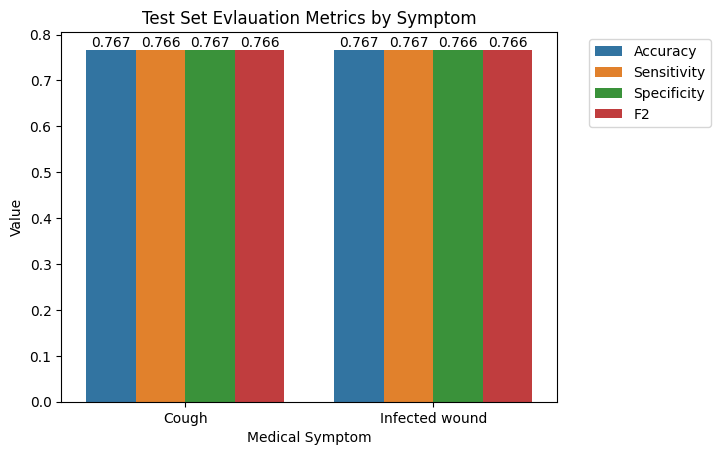 Test Set Evlauation Metrics by Symptom
0.8
0.7
0.6
0.5
0.4
0.3
0.2
0.1
0.0
Value
0.767 0.766 0.767 0.766
0.767 0.767 0.766 0.766
Cough
Infected wound
Medical Symptom
Accuracy
Sensitivity
Specificity
F2